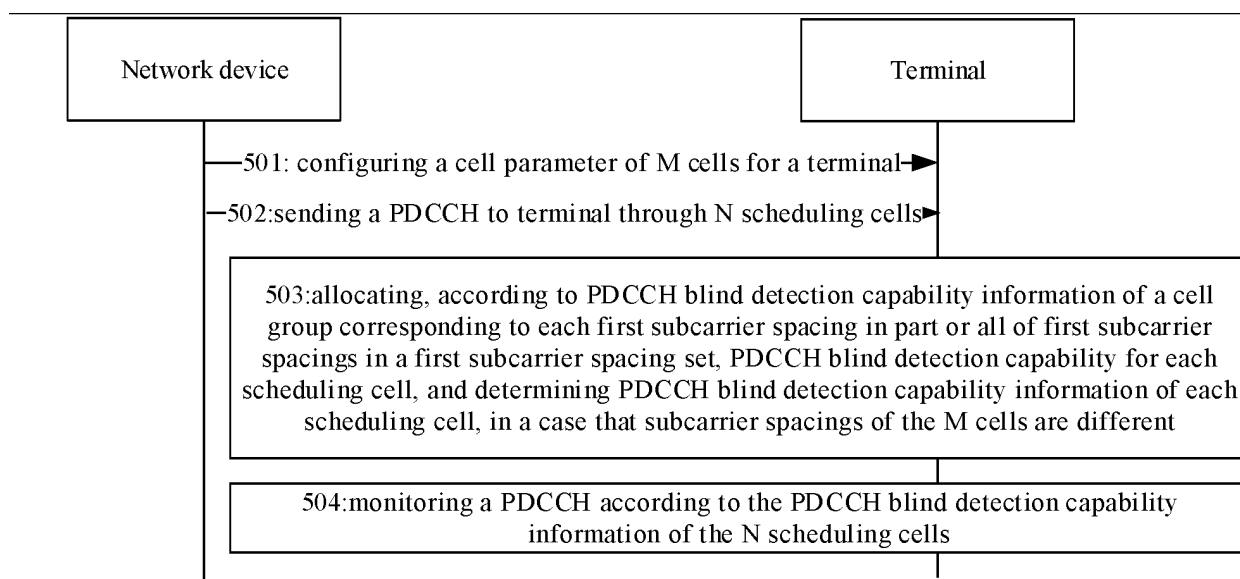 Network device
Terminal
501: configuring a cell parameter of M cells for a terminal
502:sending a PDCCH to terminal through N scheduling cells
503:allocating, according to PDCCH blind detection capability information of a cell
group corresponding to each first subcarrier spacing in part or all of first subcarrier
spacings in a first subcarrier spacing set, PDCCH blind detection capability for each
scheduling cell, and determining PDCCH blind detection capability information of each
scheduling cell, in a case that subcarrier spacings of the M cells are different
504:monitoring a PDCCH according to the PDCCH blind detection capability
information of the N scheduling cells